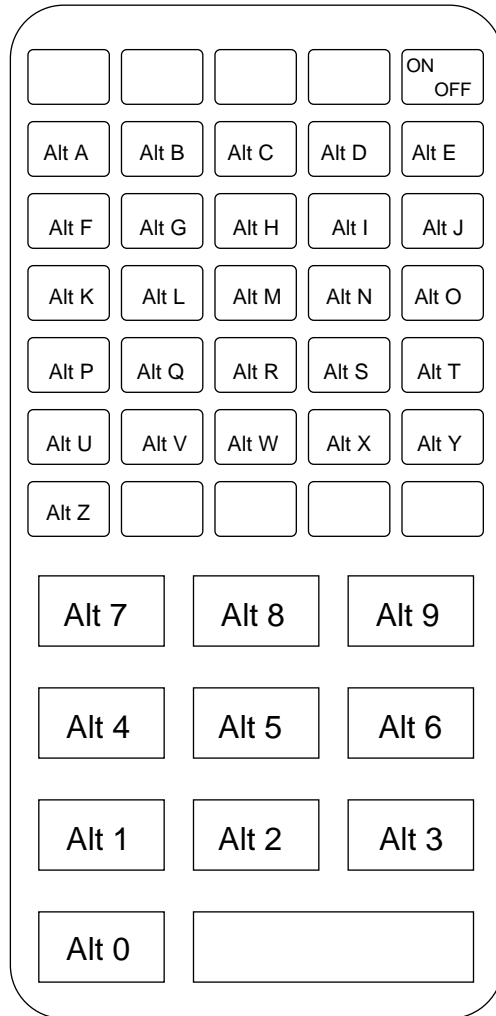 ON
OFF
Alt A Alt B Alt C Alt D Alt E
Alt F Alt G Alt H Alt I Alt J
Alt K Alt L Alt M Alt N Alt O
Alt P Alt Q Alt R Alt S Alt T
Alt U Alt V Alt W Alt X Alt Y
Alt Z
Alt 7 Alt 8 Alt 9
Alt 4 Alt 5 Alt 6
Alt 1 Alt 2 Alt 3
Alt 0